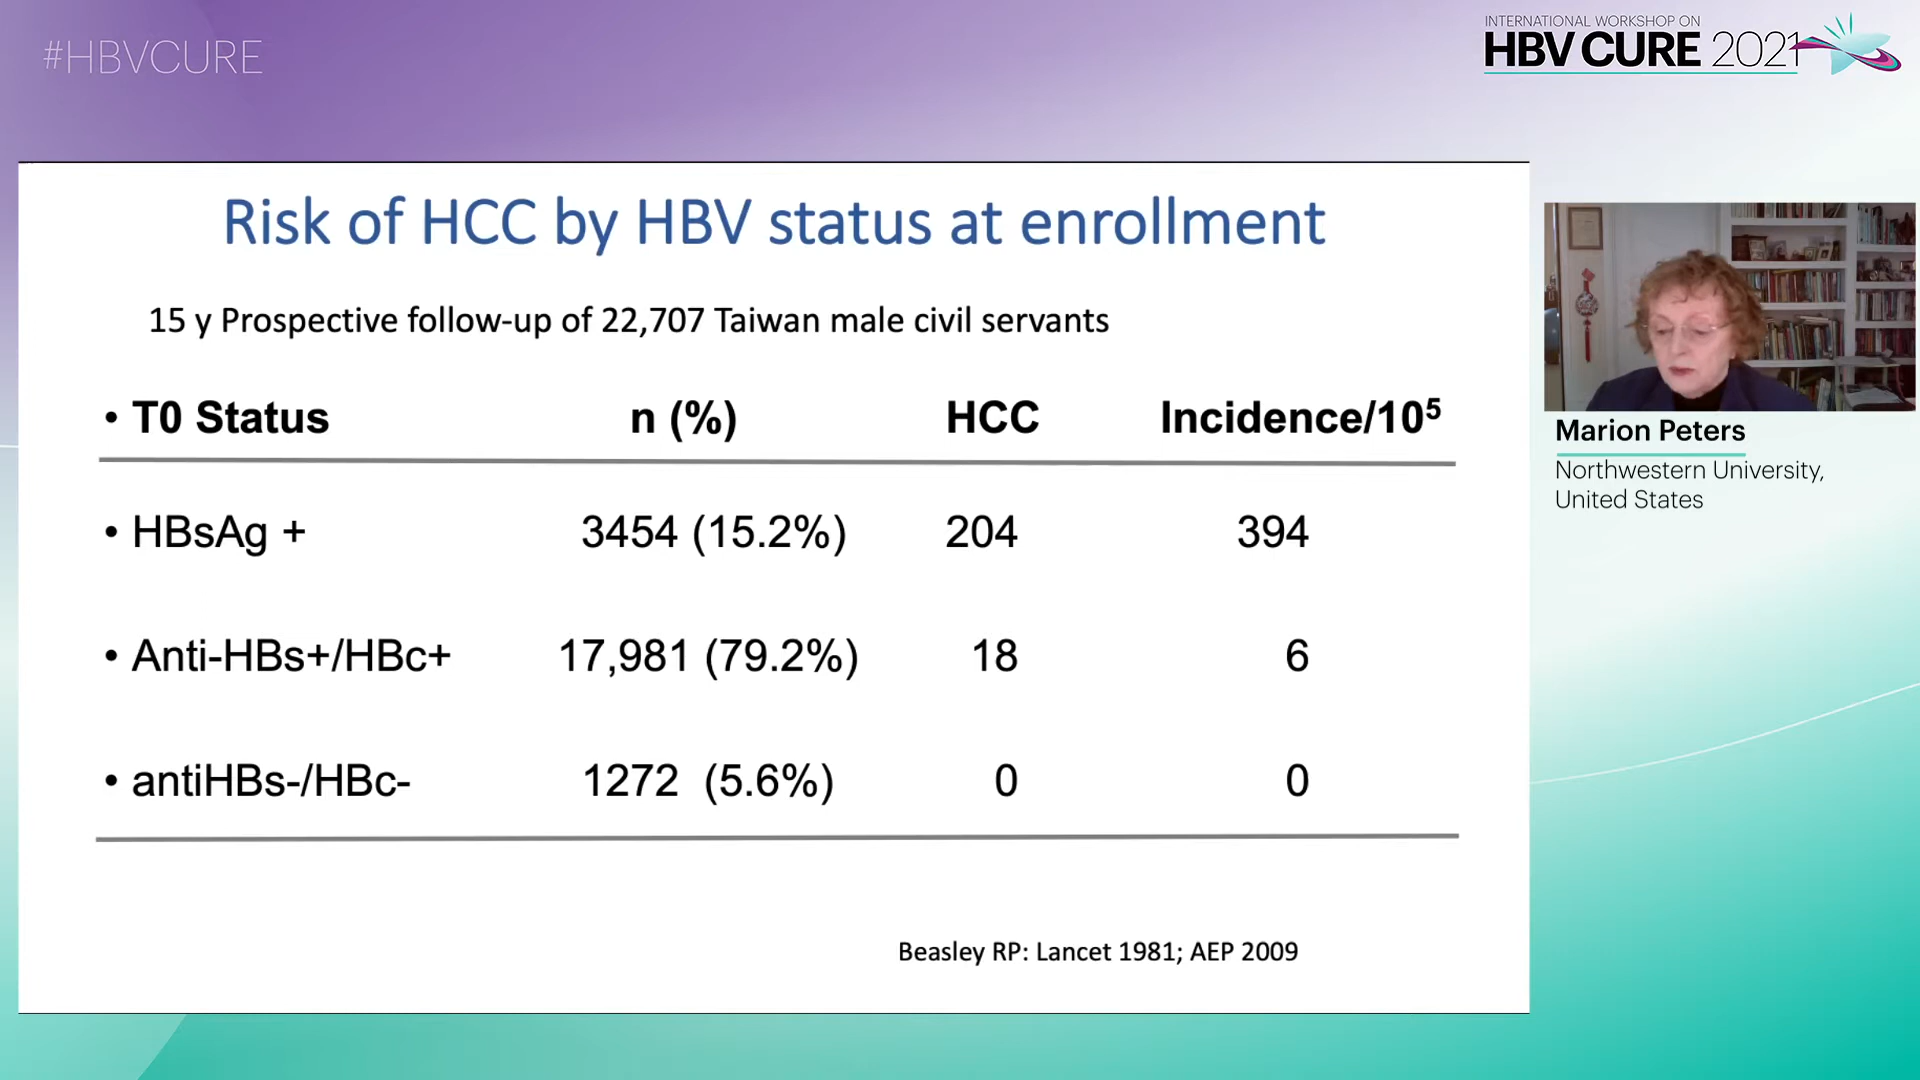 #HBVCURE
INTERNATIONAL WORKSHOP ON
HBV CURE 2021
Risk of HCC by HBV status at enrollment
15 y Prospective follow-up of 22,707 Taiwan male civil servants
• T0 Status n (%) HCC Incidence/10⁵
• HBsAg + 3454 (15.2%) 204 394
• Anti-HBs+/HBc+ 17,981 (79.2%) 18 6
• antiHBs-/HBc- 1272 (5.6%) 0 0
Beasley RP: Lancet 1981; AEP 2009
Marion Peters
Northwestern University,
United States